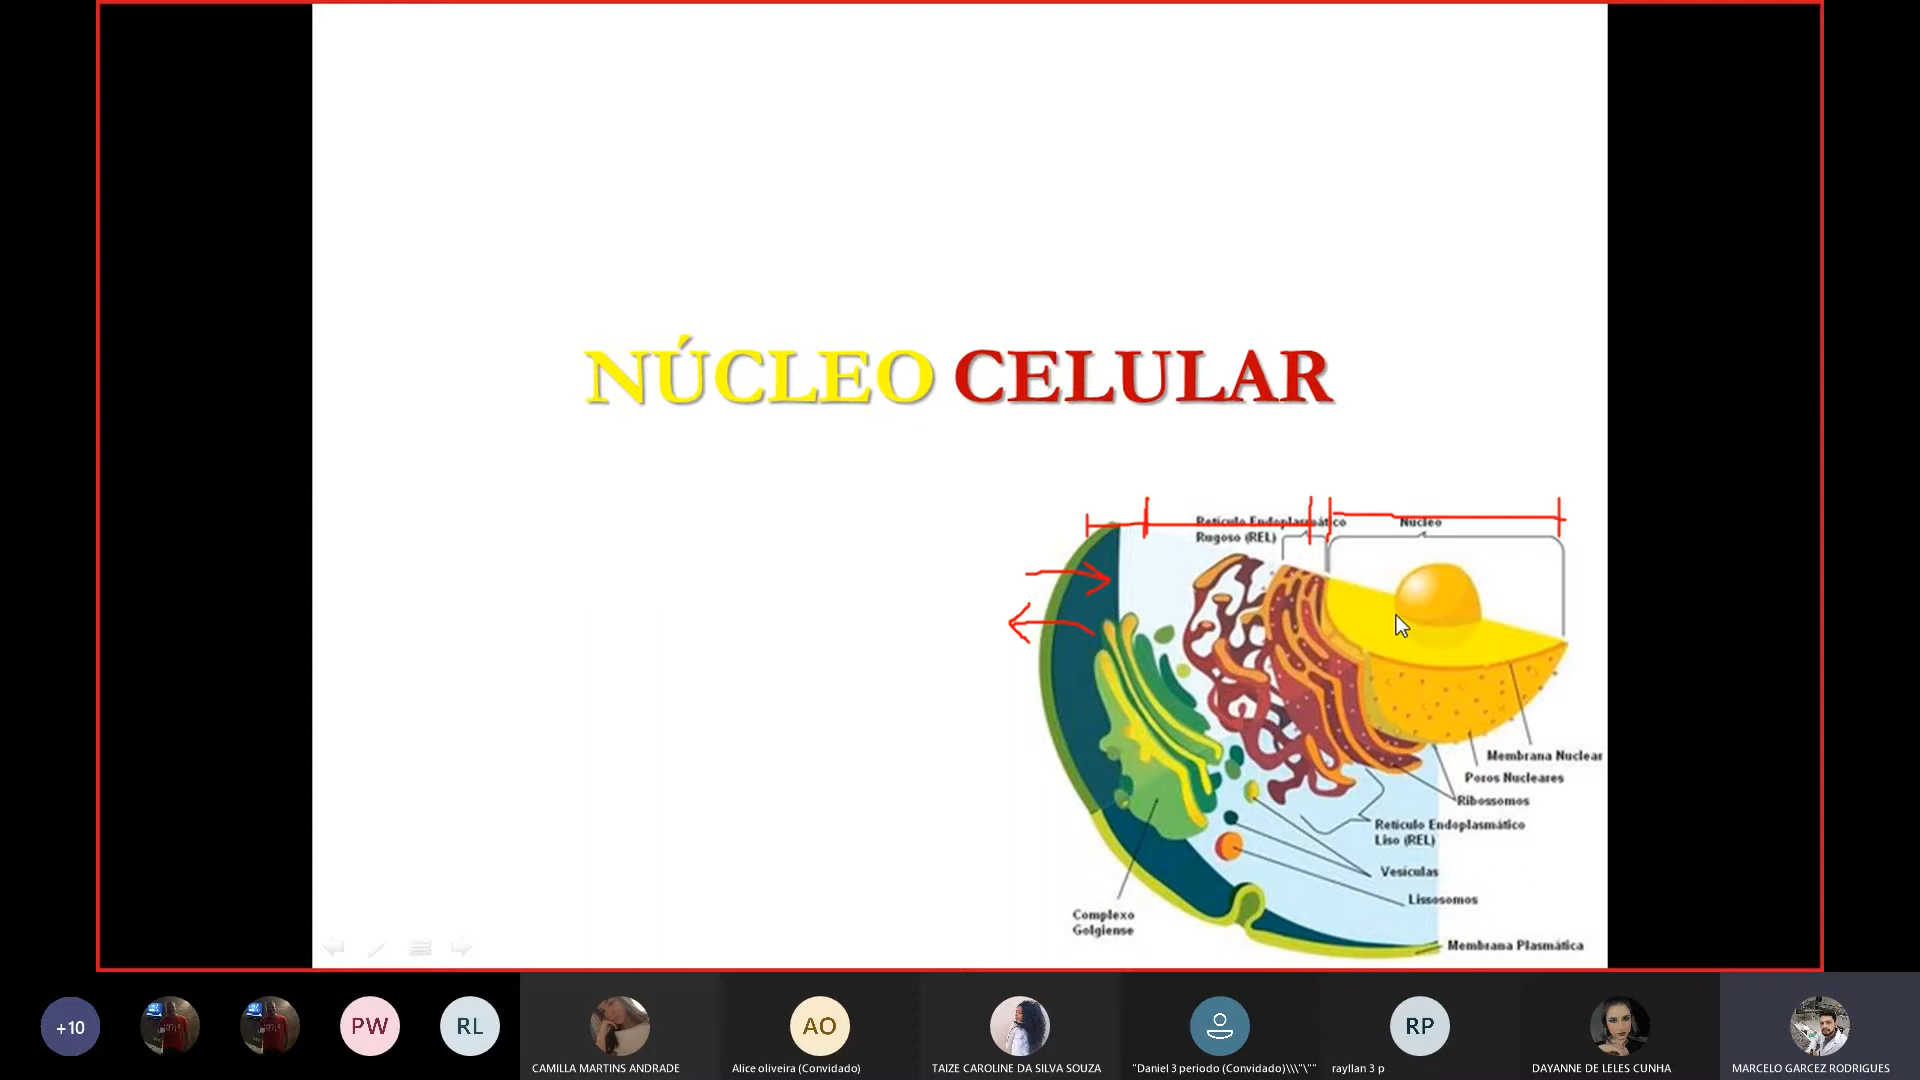 NÚCLEO CELULAR
Retículo Endoplasmático
Rugoso (REL)
Núcleo
Membrana Nuclear
Poros Nucleares
Ribossomos
Retículo Endoplasmático
Liso (REL)
Vesículas
Lissosomos
Complexo
Golgiense
Membrana Plasmática
+10
PW
RL
CAMILLA MARTINS ANDRADE
AO
Alice oliveira (Convidado)
TAIZE CAROLINE DA SILVA SOUZA
"Daniel 3 periodo (Convidado)\\\"\""
RP
rayllan 3 p
DAYANNE DE LELES CUNHA
MARCELO GARCEZ RODRIGUES